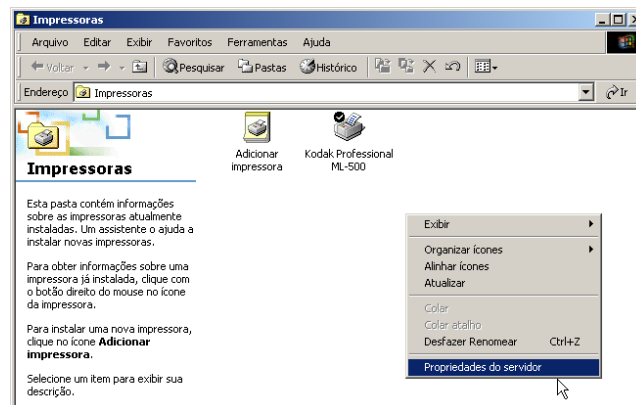 Impressoras
Arquivo Editar Exibir Favoritos Ferramentas Ajuda
Voltar Pesquisar Pastas Histórico
Endereço Impressoras Ir
Adicionar impressora
Kodak Professional ML-500
Impressoras
Esta pasta contém informações
sobre as impressoras atualmente
instaladas. Um assistente o ajuda a
instalar novas impressoras.
Para obter informações sobre uma
impressora já instalada, clique com
o botão direito do mouse no ícone
da impressora.
Para instalar uma nova impressora,
clique no ícone Adicionar
impressora.
Selecione um item para exibir sua
descrição.
Exibir
Organizar ícones
Alinhar ícones
Atualizar
Colar
Colar atalho
Desfazer Renomear Ctrl+Z
Propriedades do servidor